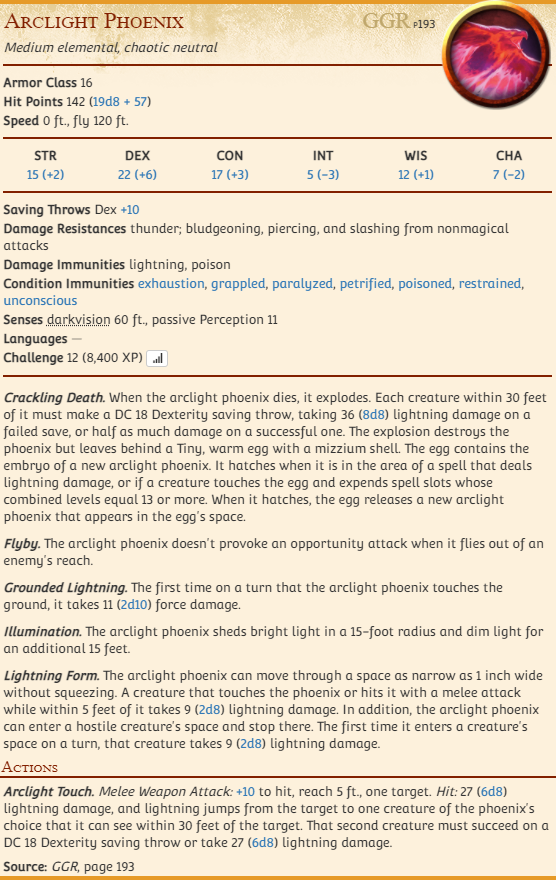 Arclight Phoenix GGR p193
Medium elemental, chaotic neutral
Armor Class 16
Hit Points 142 (19d8 + 57)
Speed 0 ft., fly 120 ft.
STR DEX CON INT WIS CHA
15 (+2) 22 (+6) 17 (+3) 5 (−3) 12 (+1) 7 (−2)
Saving Throws Dex +10
Damage Resistances thunder; bludgeoning, piercing, and slashing from nonmagical
attacks
Damage Immunities lightning, poison
Condition Immunities exhaustion, grappled, paralyzed, petrified, poisoned, restrained,
unconscious
Senses darkvision 60 ft., passive Perception 11
Languages —
Challenge 12 (8,400 XP)
Crackling Death. When the arclight phoenix dies, it explodes. Each creature within 30 feet
of it must make a DC 18 Dexterity saving throw, taking 36 (8d8) lightning damage on a
failed save, or half as much damage on a successful one. The explosion destroys the
phoenix but leaves behind a Tiny, warm egg with a mizzium shell. The egg contains the
embryo of a new arclight phoenix. It hatches when it is in the area of a spell that deals
lightning damage, or if a creature touches the egg and expends spell slots whose
combined levels equal 13 or more. When it hatches, the egg releases a new arclight
phoenix that appears in the egg's space.
Flyby. The arclight phoenix doesn't provoke an opportunity attack when it flies out of an
enemy's reach.
Grounded Lightning. The first time on a turn that the arclight phoenix touches the
ground, it takes 11 (2d10) force damage.
Illumination. The arclight phoenix sheds bright light in a 15-foot radius and dim light for
an additional 15 feet.
Lightning Form. The arclight phoenix can move through a space as narrow as 1 inch wide
without squeezing. A creature that touches the phoenix or hits it with a melee attack
while within 5 feet of it takes 9 (2d8) lightning damage. In addition, the arclight phoenix
can enter a hostile creature's space and stop there. The first time it enters a creature's
space on a turn, that creature takes 9 (2d8) lightning damage.
Actions
Arclight Touch. Melee Weapon Attack: +10 to hit, reach 5 ft., one target. Hit: 27 (6d8)
lightning damage, and lightning jumps from the target to one creature of the phoenix's
choice that it can see within 30 feet of the target. That second creature must succeed on a
DC 18 Dexterity saving throw or take 27 (6d8) lightning damage.
Source: GGR, page 193